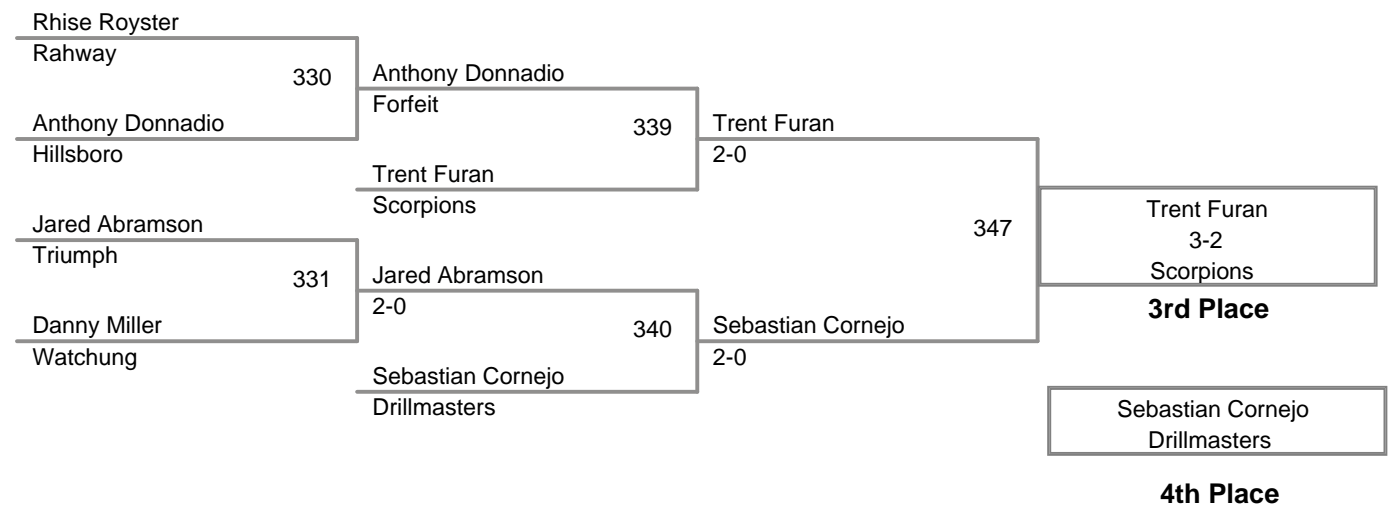 Rhise Royster
Rahway
330
Anthony Donnadio
Hillsboro
Jared Abramson
Triumph
331
Danny Miller
Watchung
Anthony Donnadio
Forfeit
339
Trent Furan
Scorpions
Jared Abramson
2-0
340
Sebastian Cornejo
Drillmasters
Trent Furan
2-0
347
Sebastian Cornejo
2-0
Trent Furan
3-2
Scorpions
3rd Place
Sebastian Cornejo
Drillmasters
4th Place